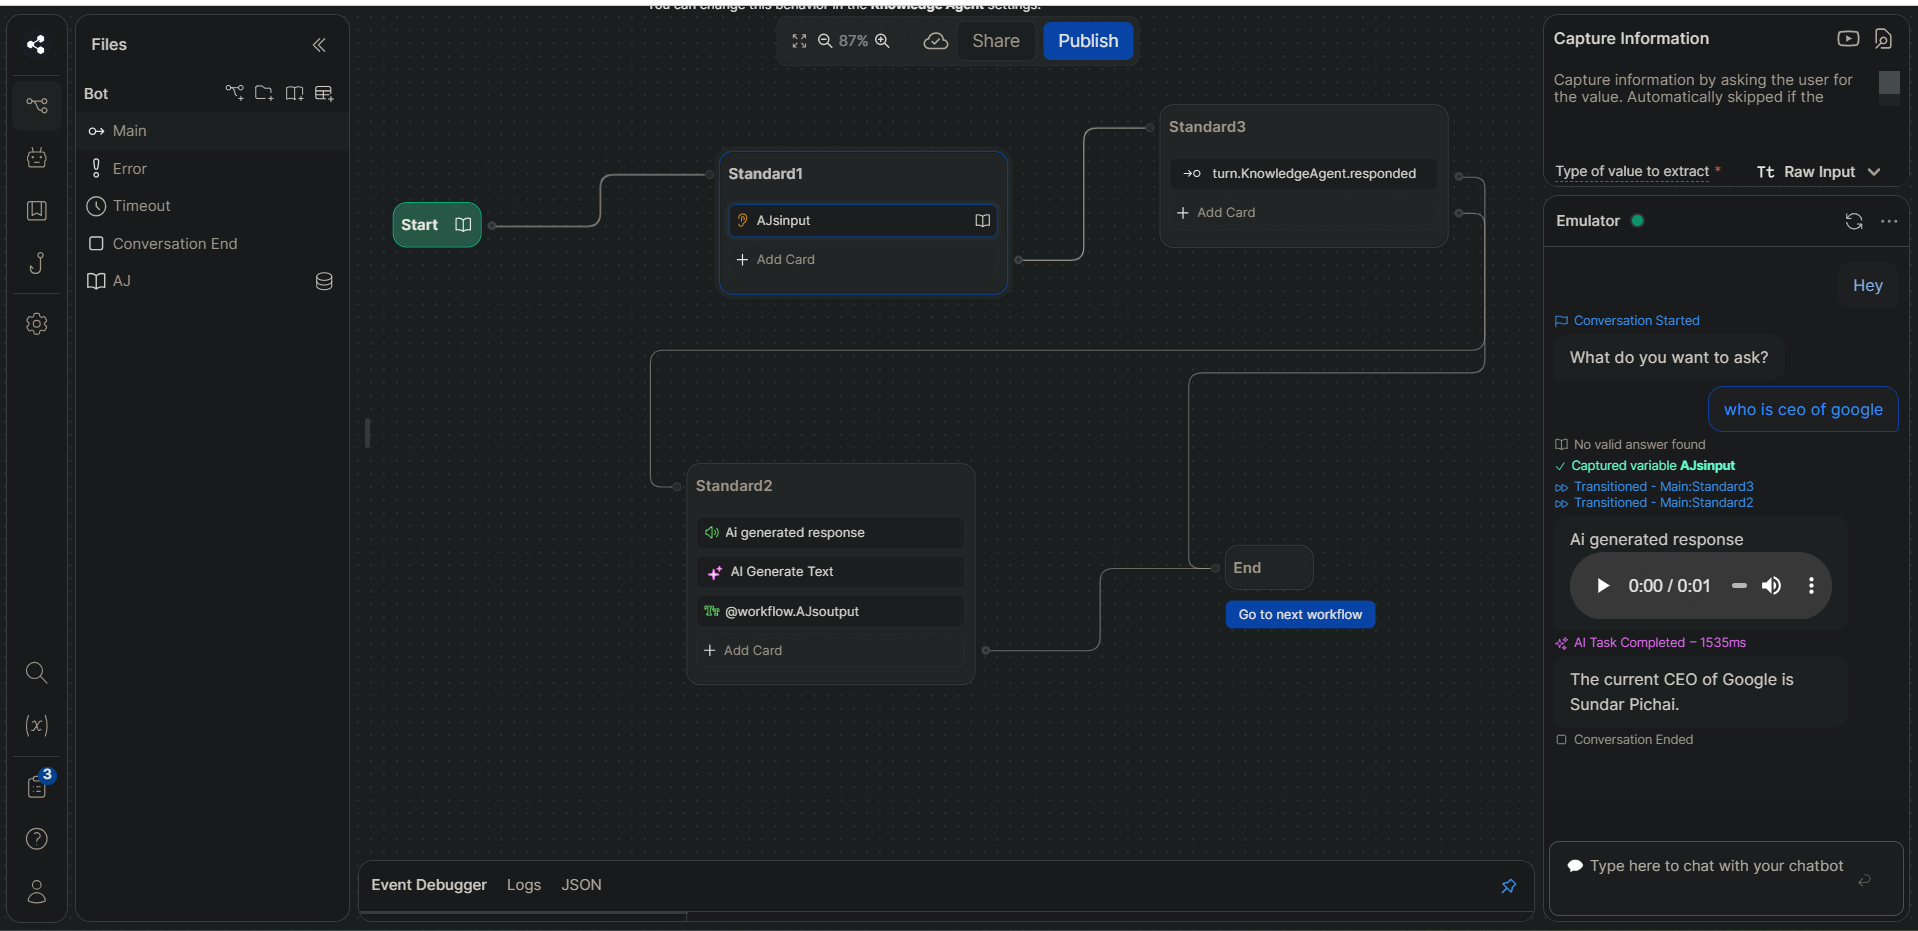 You can change this behavior in the Knowledge Agent settings.
Files
Bot
Main
Error
Timeout
Conversation End
AJ
3
87%
Share
Publish
Start
Standard1
AJsinput
Add Card
Standard3
turn.KnowledgeAgent.responded
Add Card
Standard2
Ai generated response
AI Generate Text
@workflow.AJsoutput
Add Card
End
Go to next workflow
Event Debugger Logs JSON
Capture Information
Capture information by asking the user for
the value. Automatically skipped if the
Type of value to extract * Tt Raw Input
Emulator
Hey
Conversation Started
What do you want to ask?
who is ceo of google
No valid answer found
Captured variable AJsinput
Transitioned - Main:Standard3
Transitioned - Main:Standard2
Ai generated response
0:00 / 0:01
AI Task Completed – 1535ms
The current CEO of Google is
Sundar Pichai.
Conversation Ended
Type here to chat with your chatbot